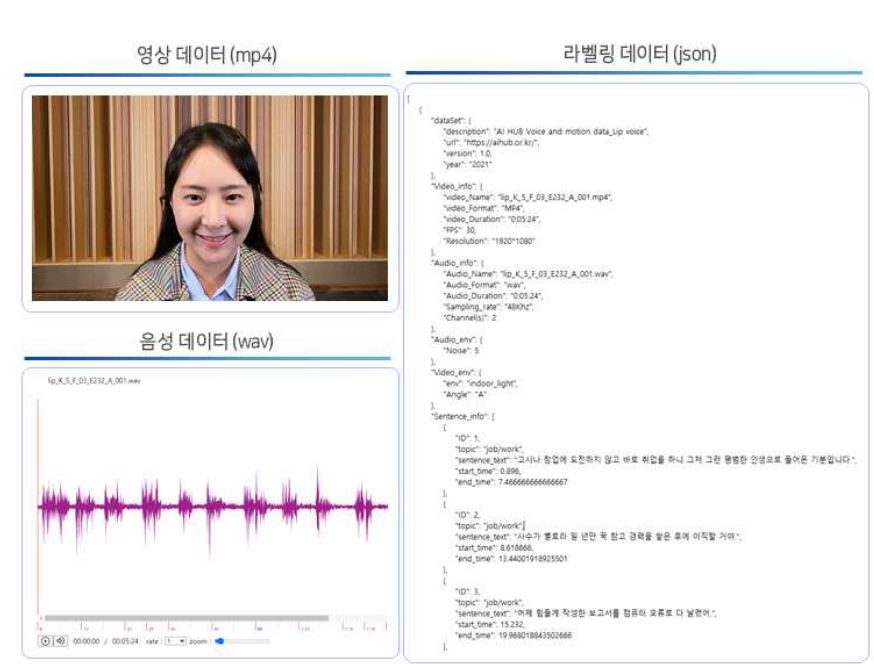 영상 데이터 (mp4)
라벨링 데이터 (json)
[
{
"dataSet": {
"description": "AI HUB Voice and motion data_Lip voice",
"url": "https://aihub.or.kr/",
"version": 1.0,
"year": "2021"
},
"Video_info": {
"video_Name": "lip_K_5_F_03_E232_A_001.mp4",
"video_Format": "MP4",
"video_Duration": "0:05:24",
"FPS": 30,
"Resolution": "1920*1080"
},
"Audio_info": {
"Audio_Name": "lip_K_5_F_03_E232_A_001.wav",
"Audio_Format": "wav",
"Audio_Duration": "0:05:24",
"Sampling_rate": "48Khz",
"Channel(s)": 2
},
"Audio_env": {
"Noise": 5
},
"Video_env": {
"env": "indoor_light",
"Angle": "A"
},
"Sentence_info": [
{
"ID": 1,
"topic": "job/work",
"sentence_text": "고시나 창업에 도전하지 않고 바로 취업을 하니 그저 그런 평범한 인생으로 들어온 기분입니다.",
"start_time": 0.896,
"end_time": 7.466666666666667
},
{
"ID": 2,
"topic": "job/work",
"sentence_text": "사수가 별로라 일 년만 꾹 참고 경력을 쌓은 후에 이직할 거야.",
"start_time": 8.618666,
"end_time": 13.44001918925501
},
{
"ID": 3,
"topic": "job/work",
"sentence_text": "어제 힘들게 작성한 보고서를 컴퓨터 오류로 다 날렸어.",
"start_time": 15.232,
"end_time": 19.968018843502666
},
음성 데이터 (wav)
lip_K_5_F_03_E232_A_001.wav
00:00:00 / 00:05:24 rate : 1 zoom :